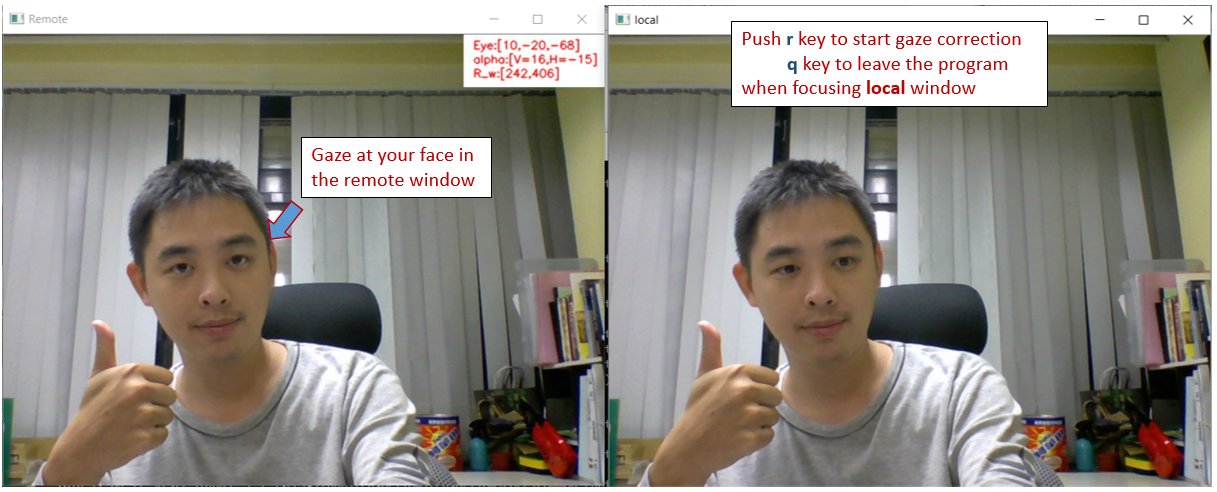 Remote
Eye:[10,-20,-68]
alpha:[V=16,H=-15]
R_w:[242,406]
Gaze at your face in
the remote window
local
Push r key to start gaze correction
q key to leave the program
when focusing local window